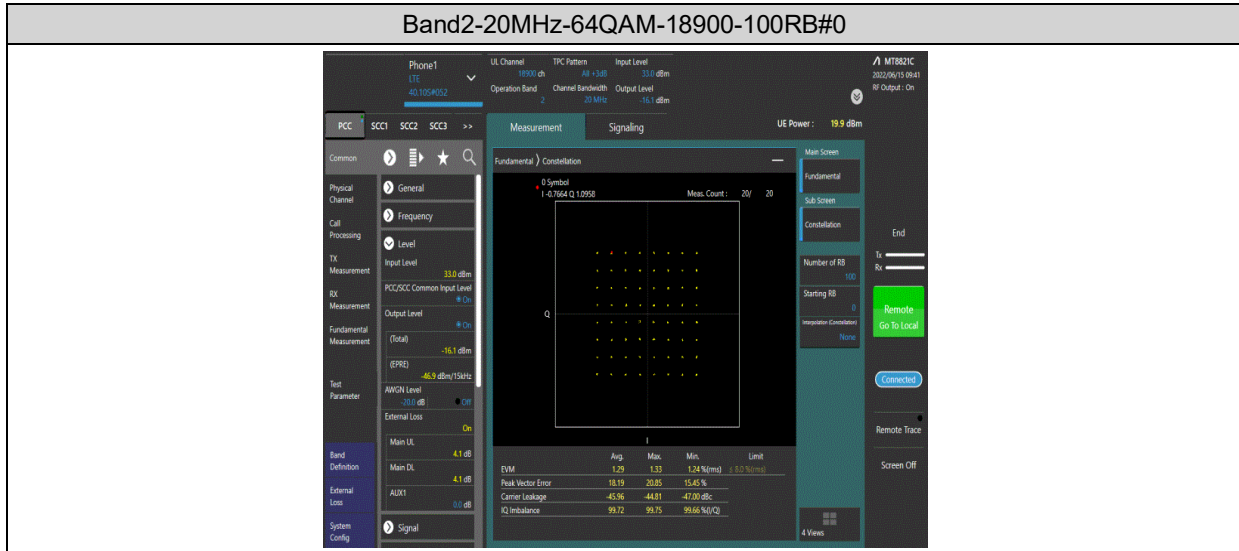 Band2-20MHz-64QAM-18900-100RB#0
Phone1
LTE
40.10S#052
UL Channel TPC Pattern Input Level
18900 ch All +3dB 33.0 dBm
Operation Band Channel Bandwidth Output Level
2 20 MHz -16.1 dBm
MT8821C
2022/06/15 09:41
RF Output : On
PCC SCC1 SCC2 SCC3 >>
Measurement Signaling
UE Power : 19.9 dBm
Common
Physical
Channel
Call
Processing
TX
Measurement
RX
Measurement
Fundamental
Measurement
Test
Parameter
Band
Definition
External
Loss
System
Config
General
Frequency
Level
Input Level
33.0 dBm
PCC/SCC Common Input Level
On
Output Level
On
(Total)
-16.1 dBm
(EPRE)
-46.9 dBm/15kHz
AWGN Level
-20.0 dB Off
External Loss
On
Main UL
4.1 dB
Main DL
4.1 dB
AUX1
0.0 dB
Signal
Fundamental Constellation
0 Symbol
I -0.7664 Q 1.0958
Meas. Count : 20/ 20
Q
I
Avg. Max. Min. Limit
EVM 1.29 1.33 1.24 %(rms) ≤ 8.0 %(rms)
Peak Vector Error 18.19 20.85 15.45 %
Carrier Leakage -45.96 -44.81 -47.00 dBc
IQ Imbalance 99.72 99.75 99.66 %(I/Q)
Main Screen
Fundamental
Sub Screen
Constellation
Number of RB
100
Starting RB
0
Interpolation (Constellation)
None
4 Views
End
Tx
Rx
Remote
Go To Local
Connected
Remote Trace
Screen Off